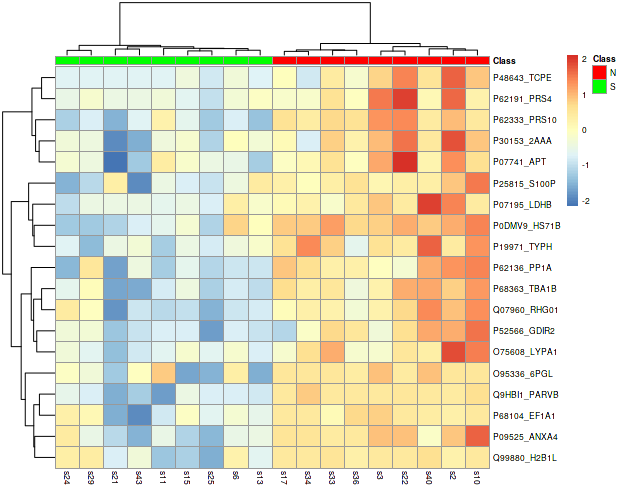 Class
P48643_TCPE
P62191_PRS4
P62333_PRS10
P30153_2AAA
P07741_APT
P25815_S100P
P07195_LDHB
P0DMV9_HS71B
P19971_TYPH
P62136_PP1A
P68363_TBA1B
Q07960_RHG01
P52566_GDIR2
O75608_LYPA1
O95336_6PGL
Q9HBI1_PARVB
P68104_EF1A1
P09525_ANXA4
Q99880_H2B1L
s24 s29 s21 s43 s11 s15 s25 s6 s13 s17 s34 s33 s36 s3 s22 s40 s2 s10
2
1
0
-1
-2
Class
N
S